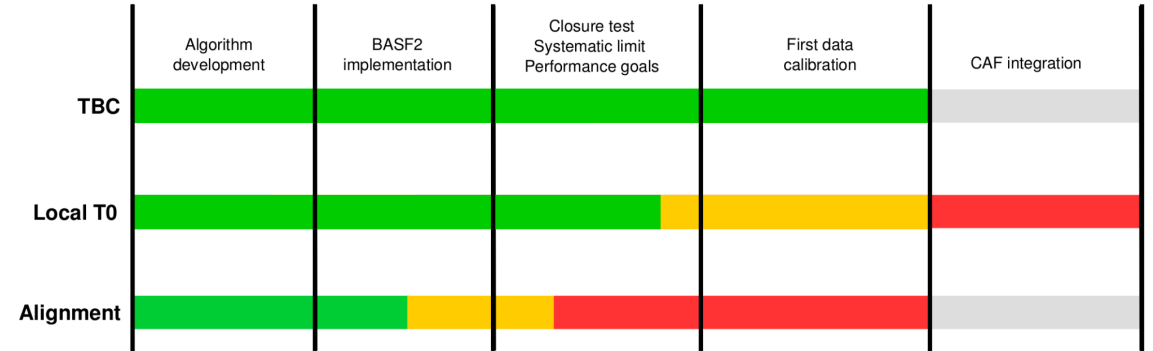 Algorithm
development
BASF2
implementation
Closure test
Systematic limit
Performance goals
First data
calibration
CAF integration
TBC
Local T0
Alignment